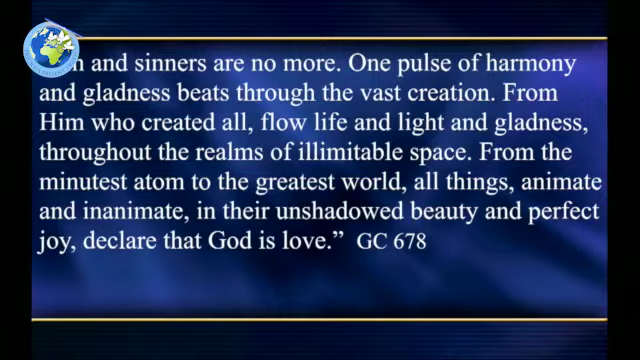 and sinners are no more. One pulse of harmony
and gladness beats through the vast creation. From
Him who created all, flow life and light and gladness,
throughout the realms of illimitable space. From the
minutest atom to the greatest world, all things, animate
and inanimate, in their unshadowed beauty and perfect
joy, declare that God is love.” GC 678